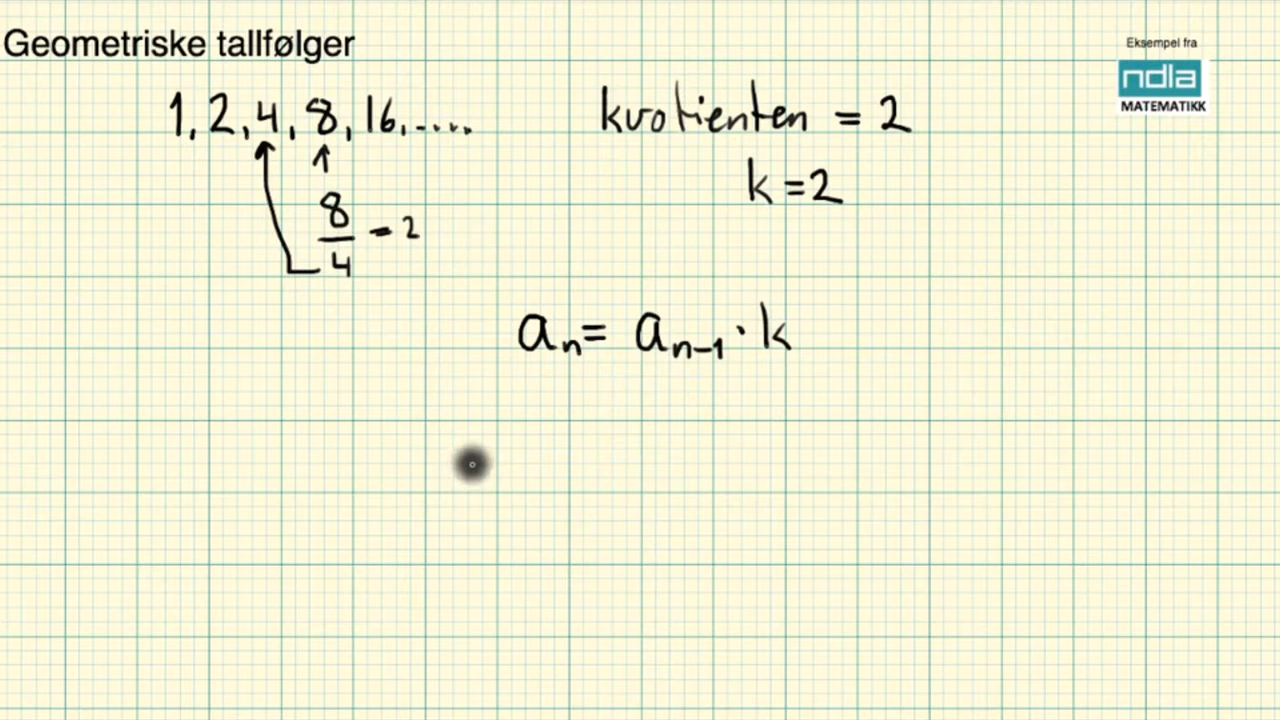 Geometriske tallfølger
Eksempel fra
ndla
MATEMATIKK
1, 2, 4, 8, 16, .....
kvotienten = 2
k = 2
8/4 = 2
aₙ = aₙ₋₁ · k